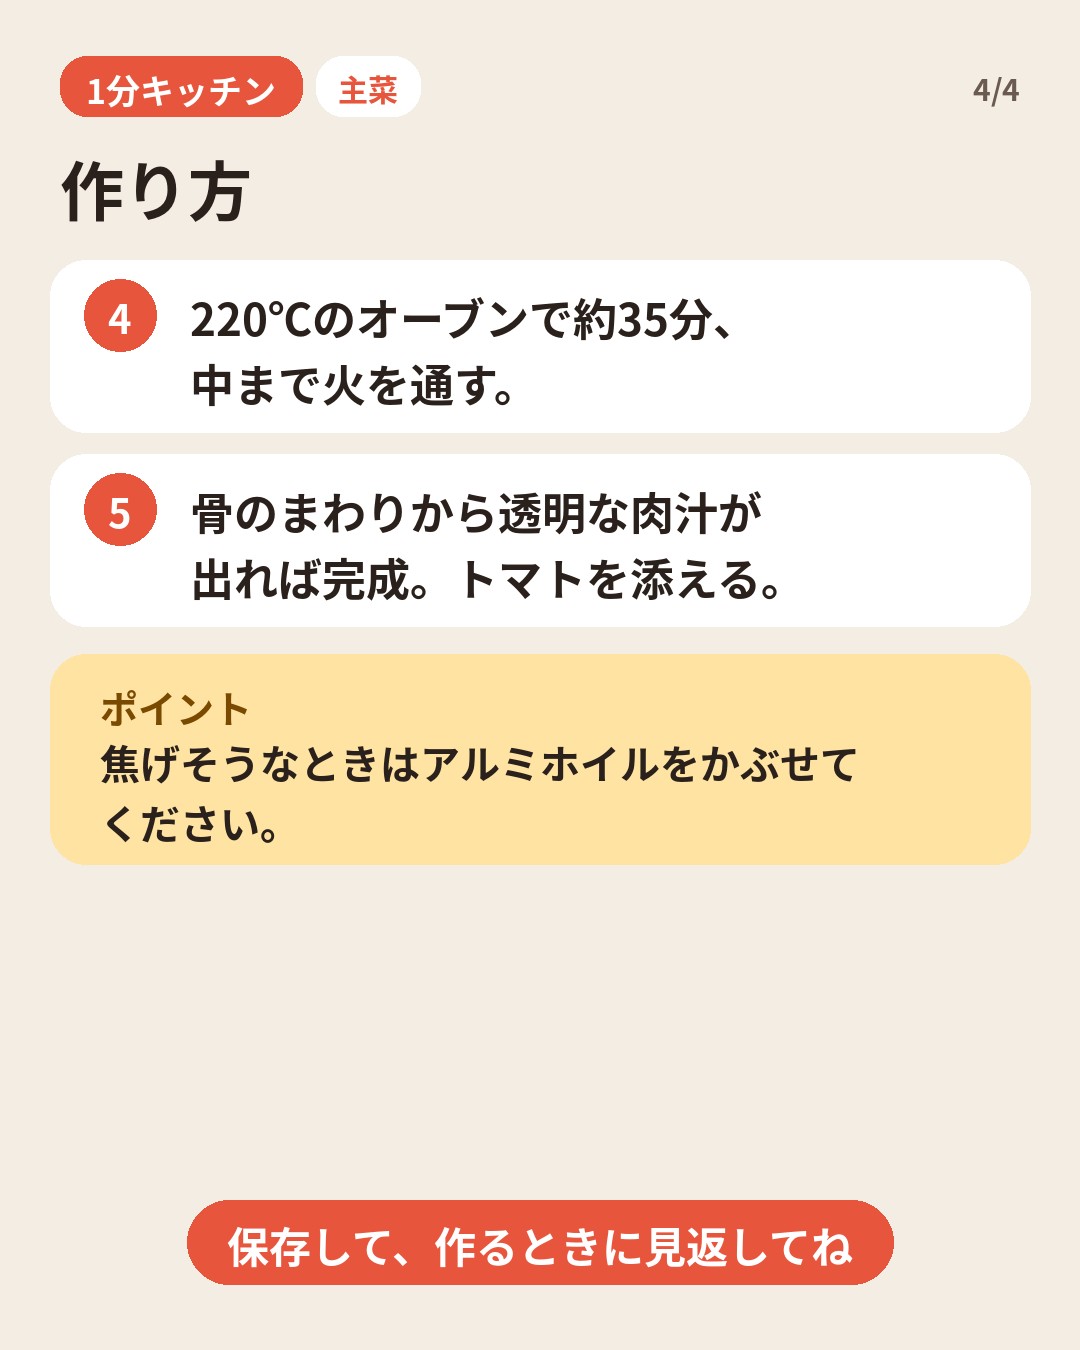 1分キッチン 主菜 4/4
作り方
4 220℃のオーブンで約35分、
中まで火を通す。
5 骨のまわりから透明な肉汁が
出れば完成。トマトを添える。
ポイント
焦げそうなときはアルミホイルをかぶせて
ください。
保存して、作るときに見返してね